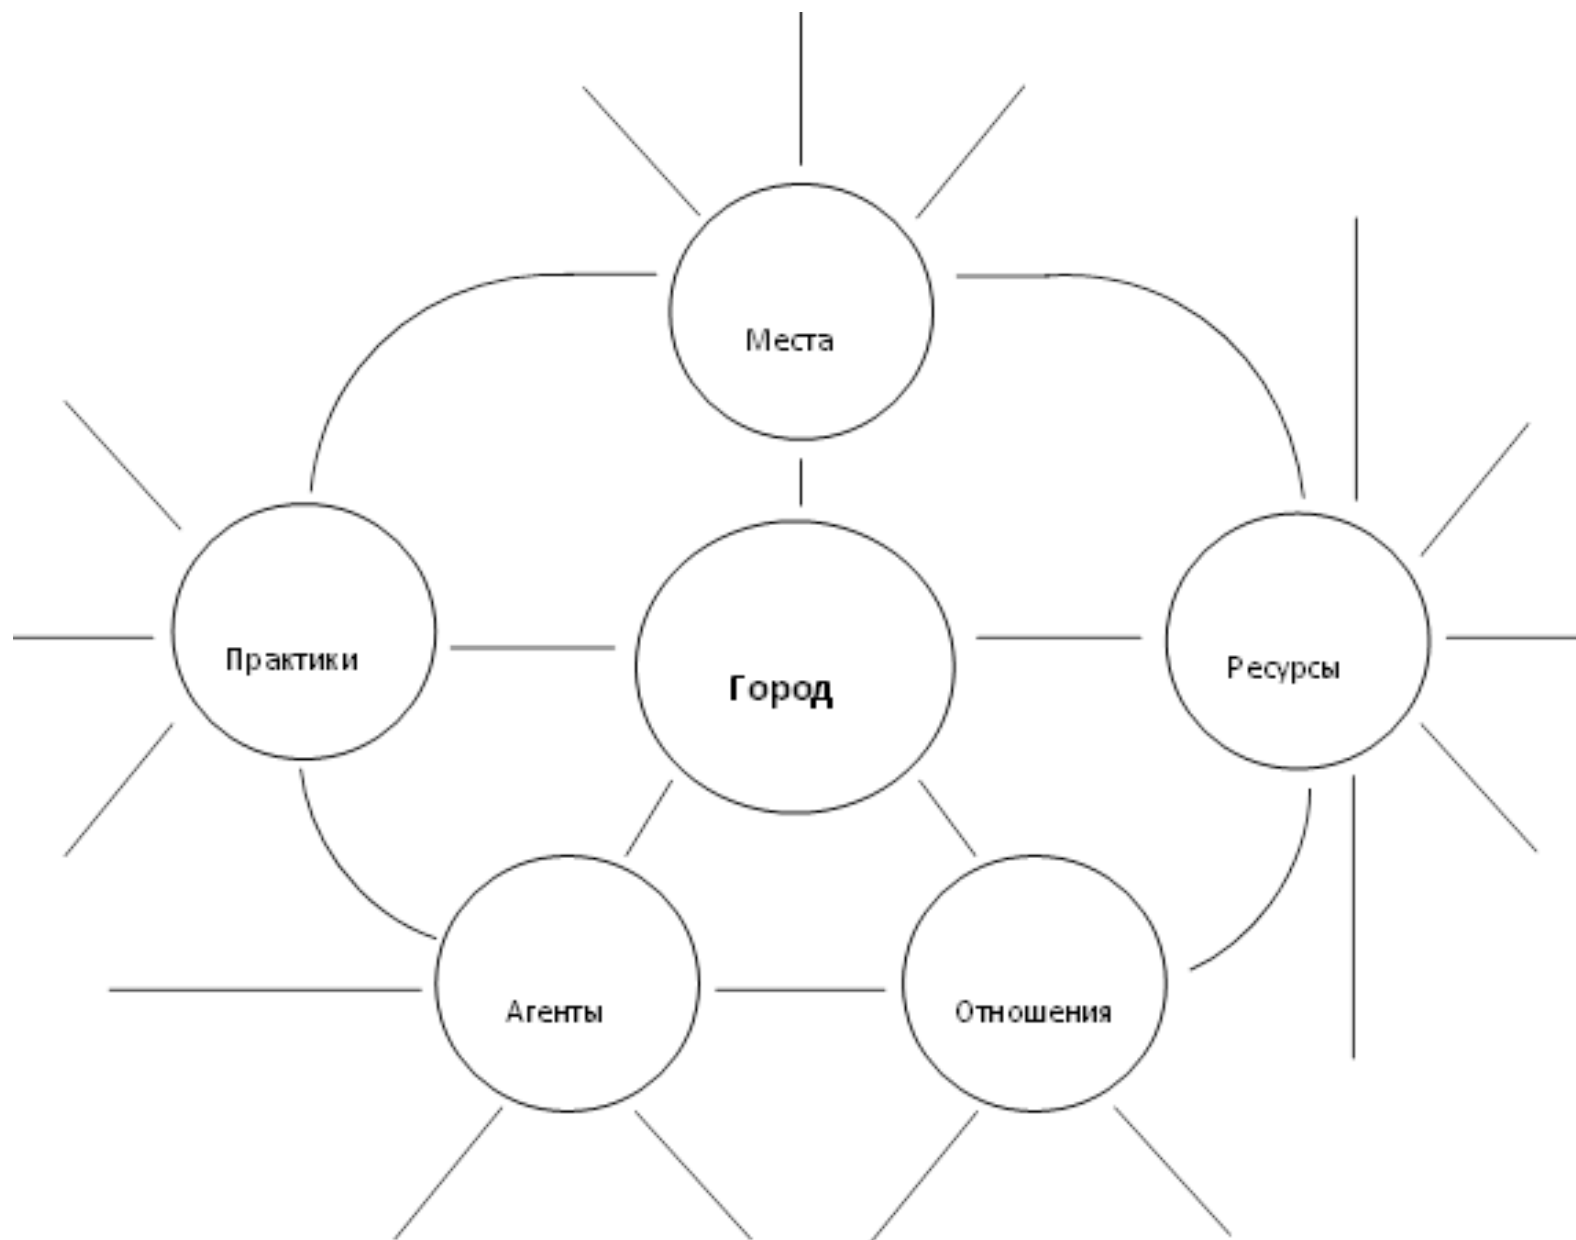 Места
Практики
Город
Ресурсы
Агенты
Отношения